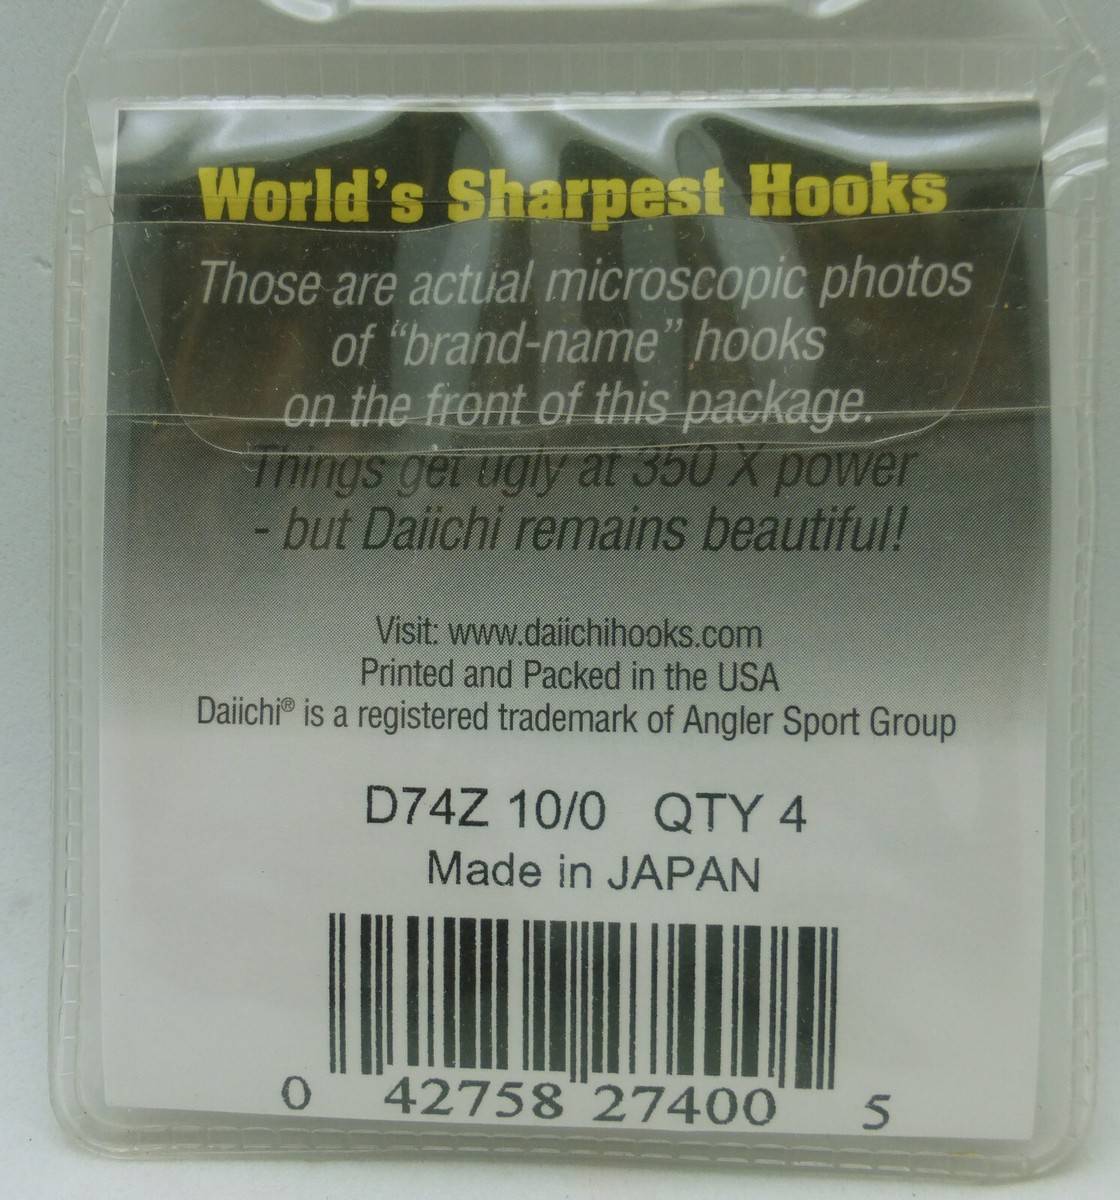 World's Sharpest Hooks
Those are actual microscopic photos
of “brand-name” hooks
on the front of this package.
Things get ugly at 350 X power
- but Daiichi remains beautiful!
Visit: www.daiichihooks.com
Printed and Packed in the USA
Daiichi® is a registered trademark of Angler Sport Group
D74Z 10/0 QTY 4
Made in JAPAN
0 42758 27400 5